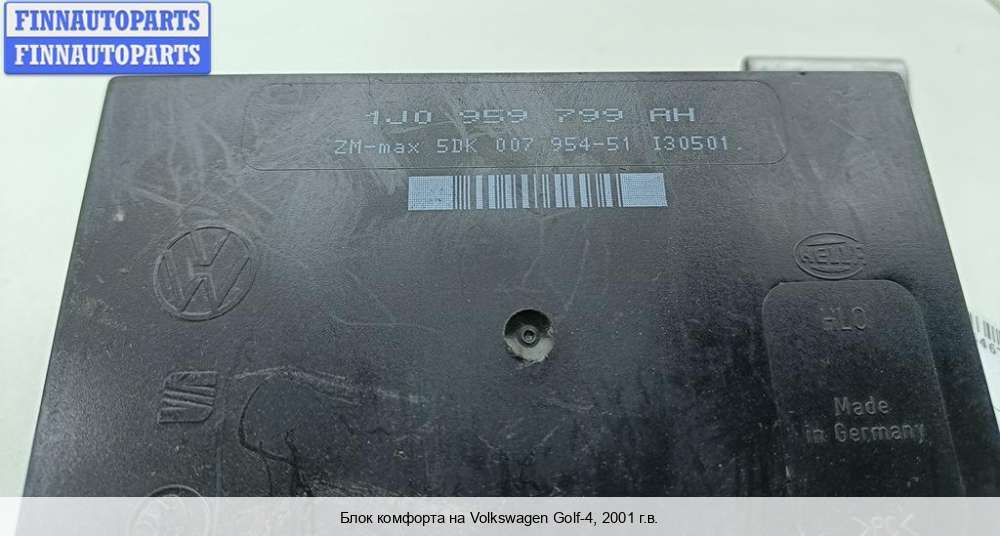 FINNAUTOPARTS
FINNAUTOPARTS
1J0 959 799 AH
ZM-max 5DK 007 954-51 I30501.
HELLA
HLO
Made
in Germany
Блок комфорта на Volkswagen Golf-4, 2001 г.в.